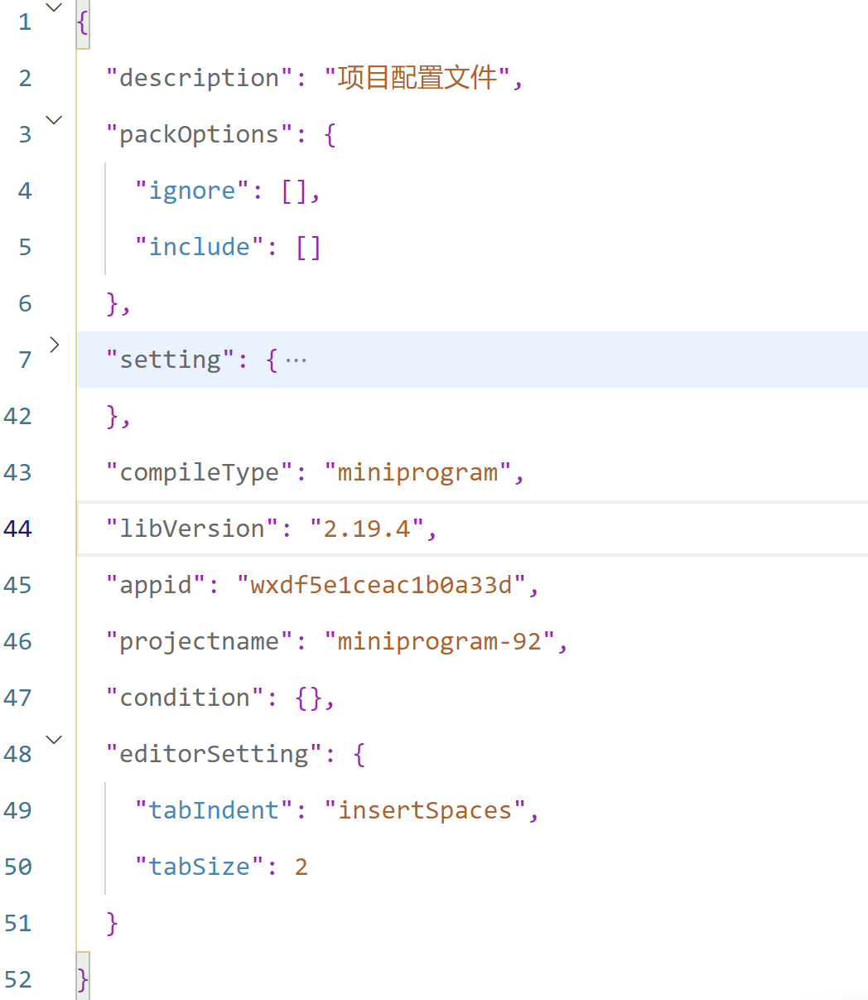 1 {
2 "description": "项目配置文件",
3 "packOptions": {
4 "ignore": [],
5 "include": []
6 },
7 "setting": { ···
42 },
43 "compileType": "miniprogram",
44 "libVersion": "2.19.4",
45 "appid": "wxdf5e1ceac1b0a33d",
46 "projectname": "miniprogram-92",
47 "condition": {},
48 "editorSetting": {
49 "tabIndent": "insertSpaces",
50 "tabSize": 2
51 }
52 }